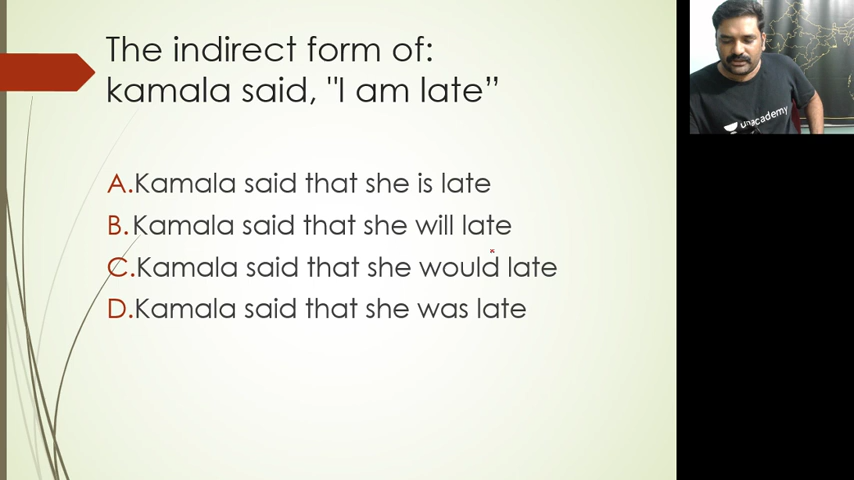 The indirect form of:
kamala said, "I am late”
A.Kamala said that she is late
B.Kamala said that she will late
C.Kamala said that she would late
D.Kamala said that she was late
unacademy